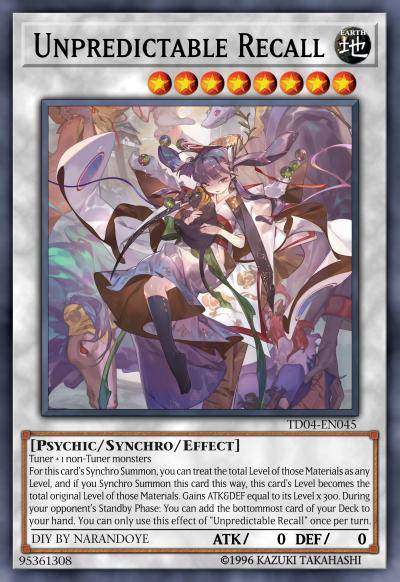 UNPREDICTABLE RECALL
EARTH
地
TD04-EN045
[PSYCHIC/SYNCHRO/EFFECT]
Tuner + 1 non-Tuner monsters
For this card's Synchro Summon, you can treat the total Level of those Materials as any
Level, and if you Synchro Summon this card this way, this card's Level becomes the
total original Level of those Materials. Gains ATK&DEF equal to its Level x 300. During
your opponent's Standby Phase: You can add the bottommost card of your Deck to
your hand. You can only use this effect of "Unpredictable Recall" once per turn.
DIY BY NARANDOYE ATK/ 0 DEF/ 0
95361308 ©1996 KAZUKI TAKAHASHI